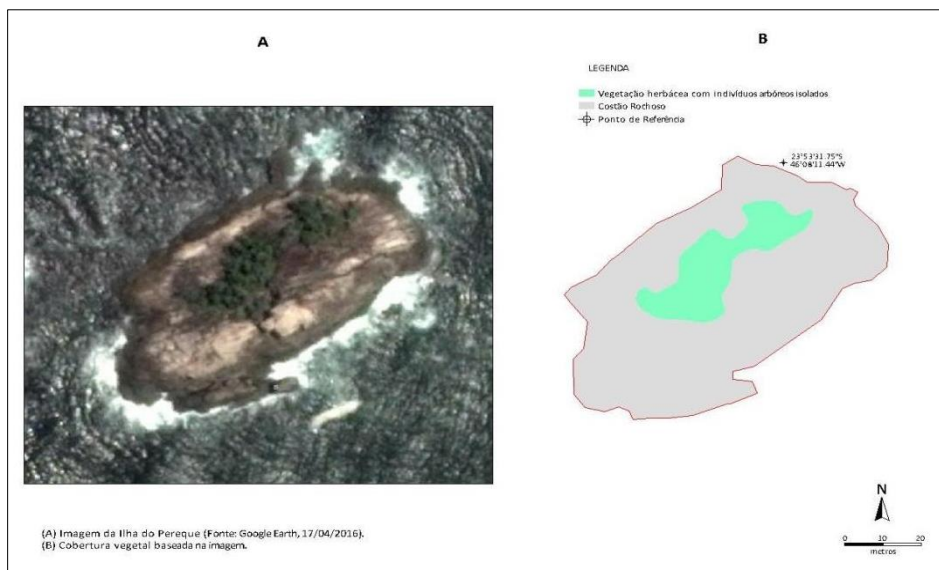 A
B
LEGENDA
Vegetação herbácea com indivíduos arbóreos isolados
Costão Rochoso
Ponto de Referência
23°53'31.75"S
46°08'11.44"W
N
0 10 20
metros
(A) Imagem da Ilha do Pereque (Fonte: Google Earth, 17/04/2016).
(B) Cobertura vegetal baseada na imagem.